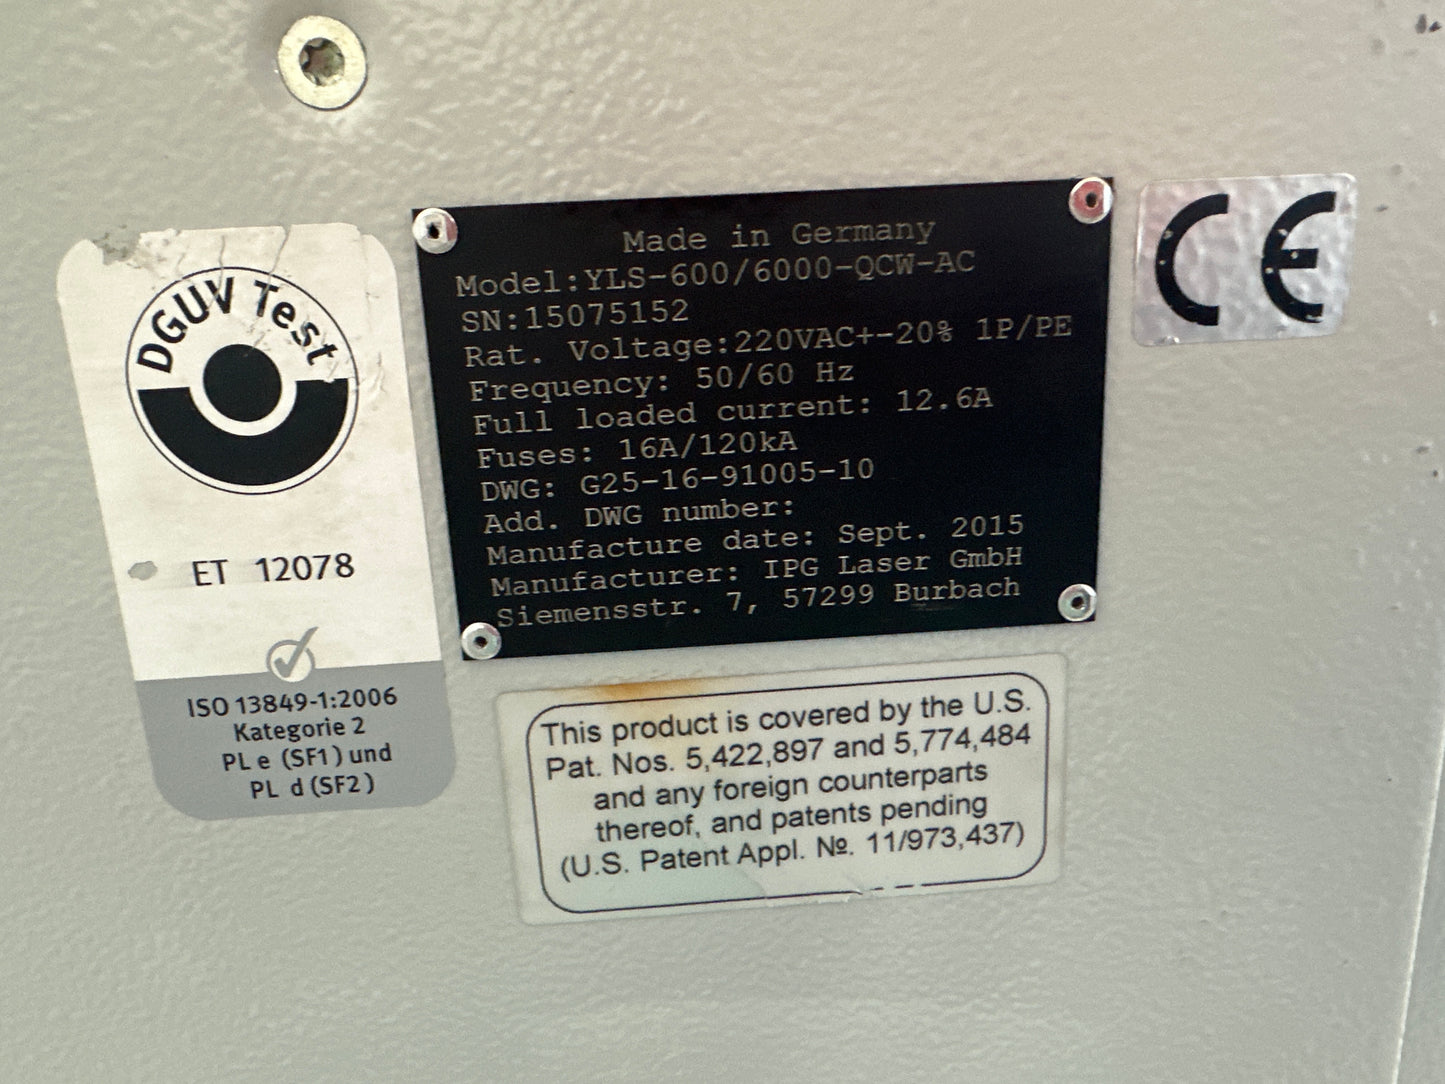 DGUV Test
ET 12078
ISO 13849-1:2006
Kategorie 2
PL e (SF1) und
PL d (SF2)
Made in Germany
Model:YLS-600/6000-QCW-AC
SN:15075152
Rat. Voltage:220VAC+-20% 1P/PE
Frequency: 50/60 Hz
Full loaded current: 12.6A
Fuses: 16A/120kA
DWG: G25-16-91005-10
Add. DWG number:
Manufacture date: Sept. 2015
Manufacturer: IPG Laser GmbH
Siemensstr. 7, 57299 Burbach
CE
This product is covered by the U.S.
Pat. Nos. 5,422,897 and 5,774,484
and any foreign counterparts
thereof, and patents pending
(U.S. Patent Appl. №. 11/973,437)